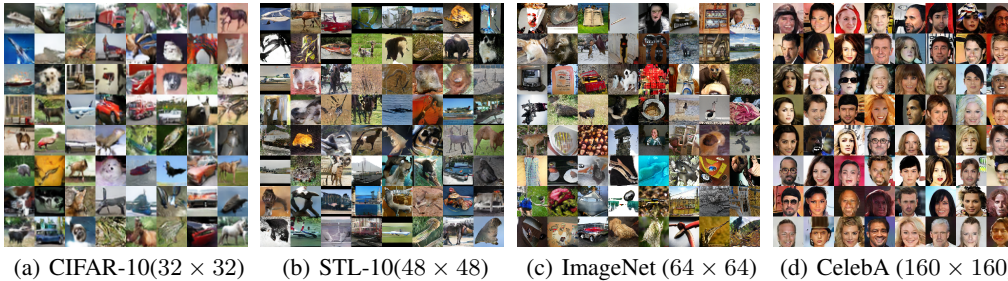 (a) CIFAR-10(32 × 32) (b) STL-10(48 × 48) (c) ImageNet (64 × 64) (d) CelebA (160 × 160